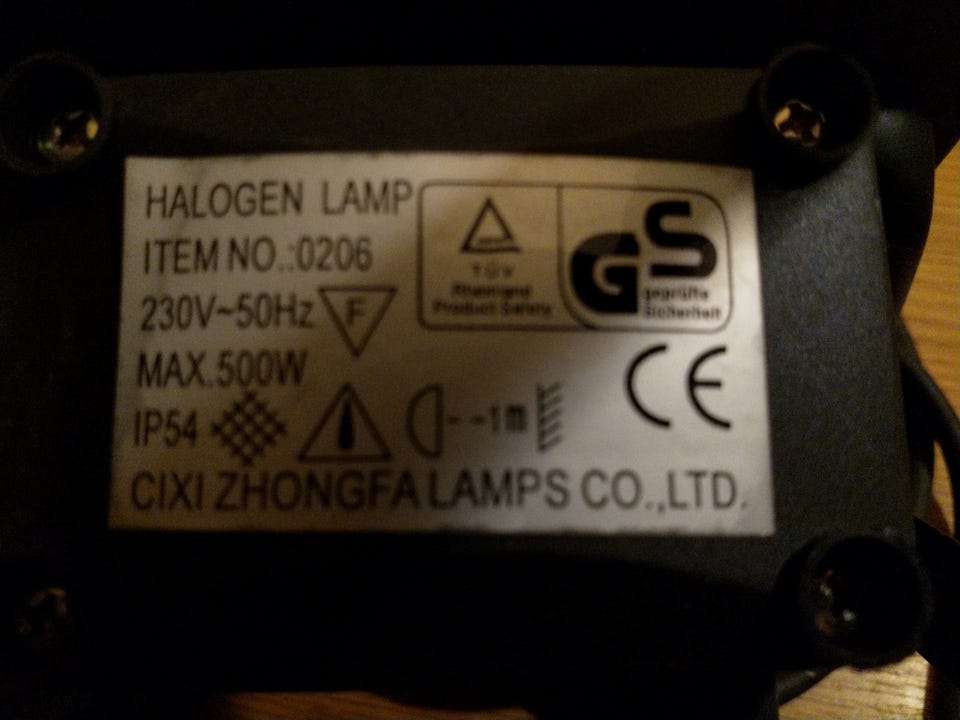 HALOGEN LAMP
ITEM NO.:0206
230V~50Hz F
MAX.500W
IP54 --1m
CIXI ZHONGFA LAMPS CO.,LTD.
TÜV
Rheinland
Product Safety
GS
geprüfte
Sicherheit
CE